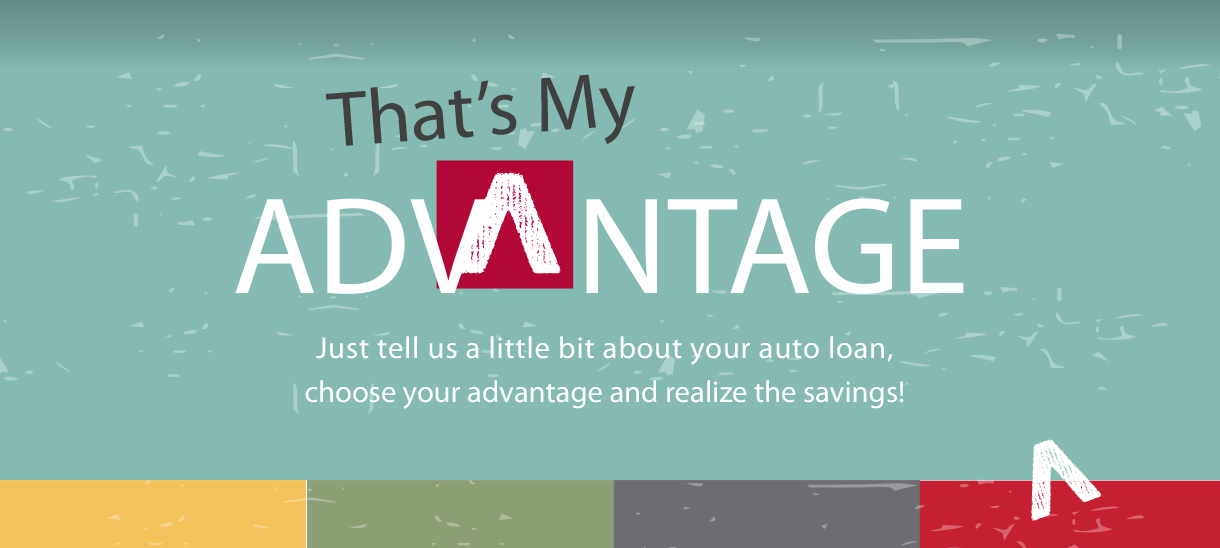 That's My
ADVANTAGE
Just tell us a little bit about your auto loan,
choose your advantage and realize the savings!